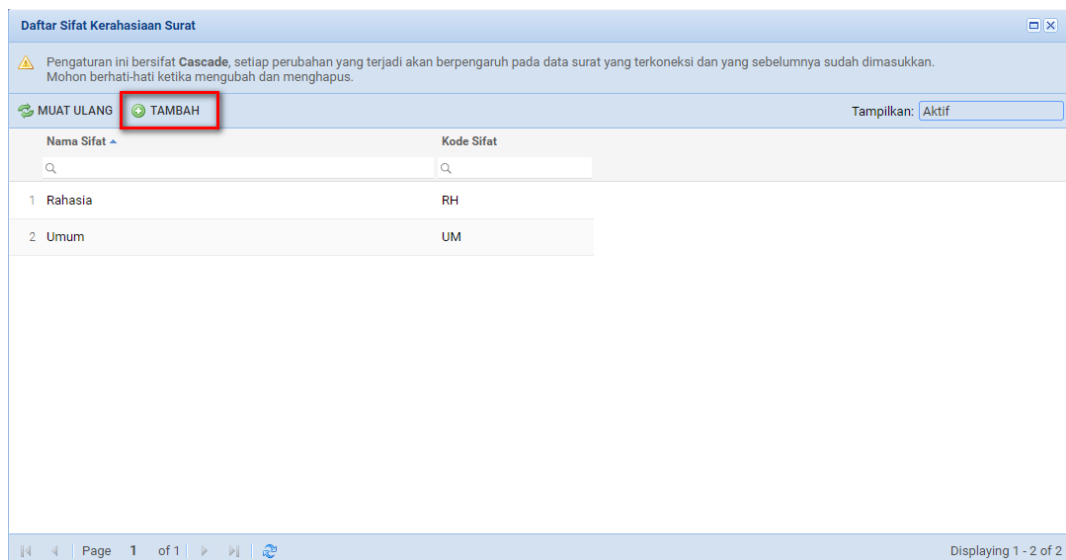 Daftar Sifat Kerahasiaan Surat
Pengaturan ini bersifat Cascade, setiap perubahan yang terjadi akan berpengaruh pada data surat yang terkoneksi dan yang sebelumnya sudah dimasukkan.
Mohon berhati-hati ketika mengubah dan menghapus.
MUAT ULANG TAMBAH Tampilkan: Aktif
Nama Sifat Kode Sifat
1 Rahasia RH
2 Umum UM
Page 1 of 1 Displaying 1 - 2 of 2